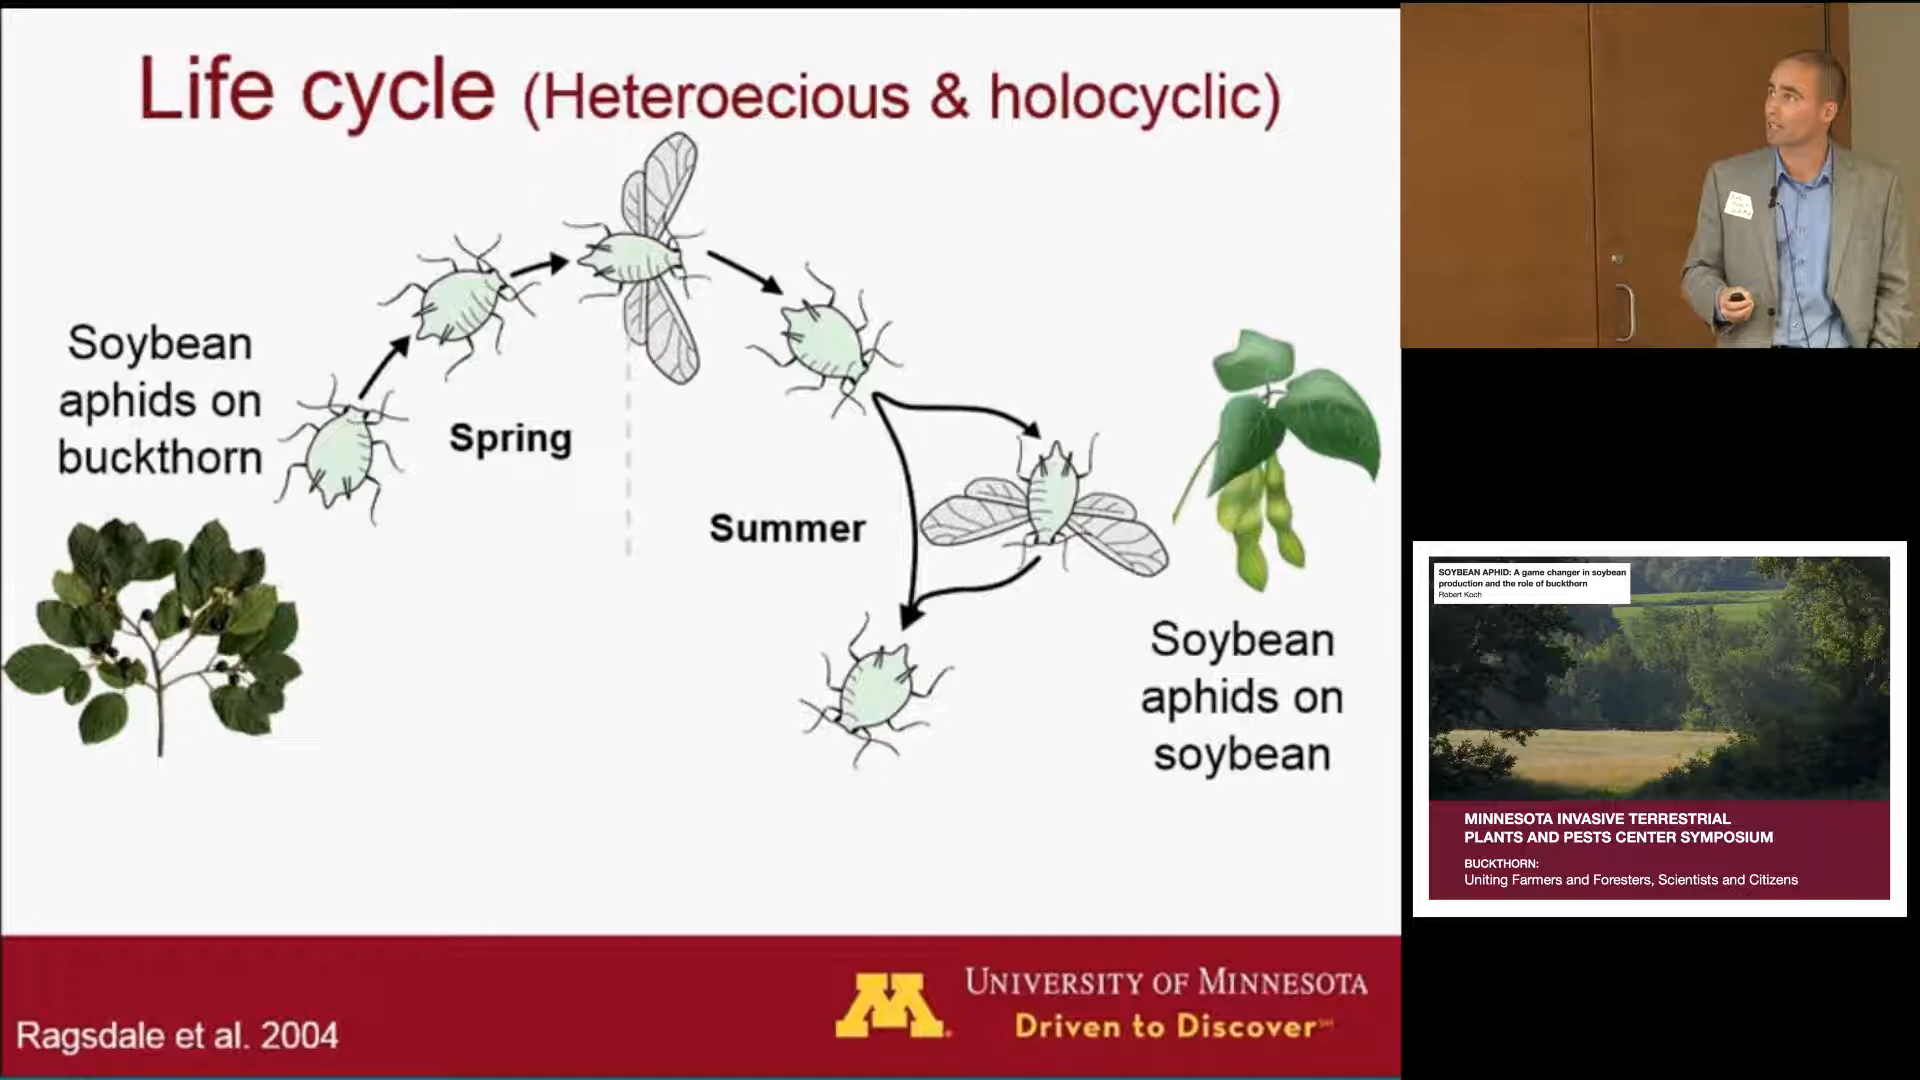 Life cycle (Heteroecious & holocyclic)
Soybean
aphids on
buckthorn
Spring
Summer
Soybean
aphids on
soybean
Ragsdale et al. 2004
UNIVERSITY OF MINNESOTA
Driven to Discover℠
SOYBEAN APHID: A game changer in soybean
production and the role of buckthorn
Robert Koch
MINNESOTA INVASIVE TERRESTRIAL
PLANTS AND PESTS CENTER SYMPOSIUM
BUCKTHORN:
Uniting Farmers and Foresters, Scientists and Citizens